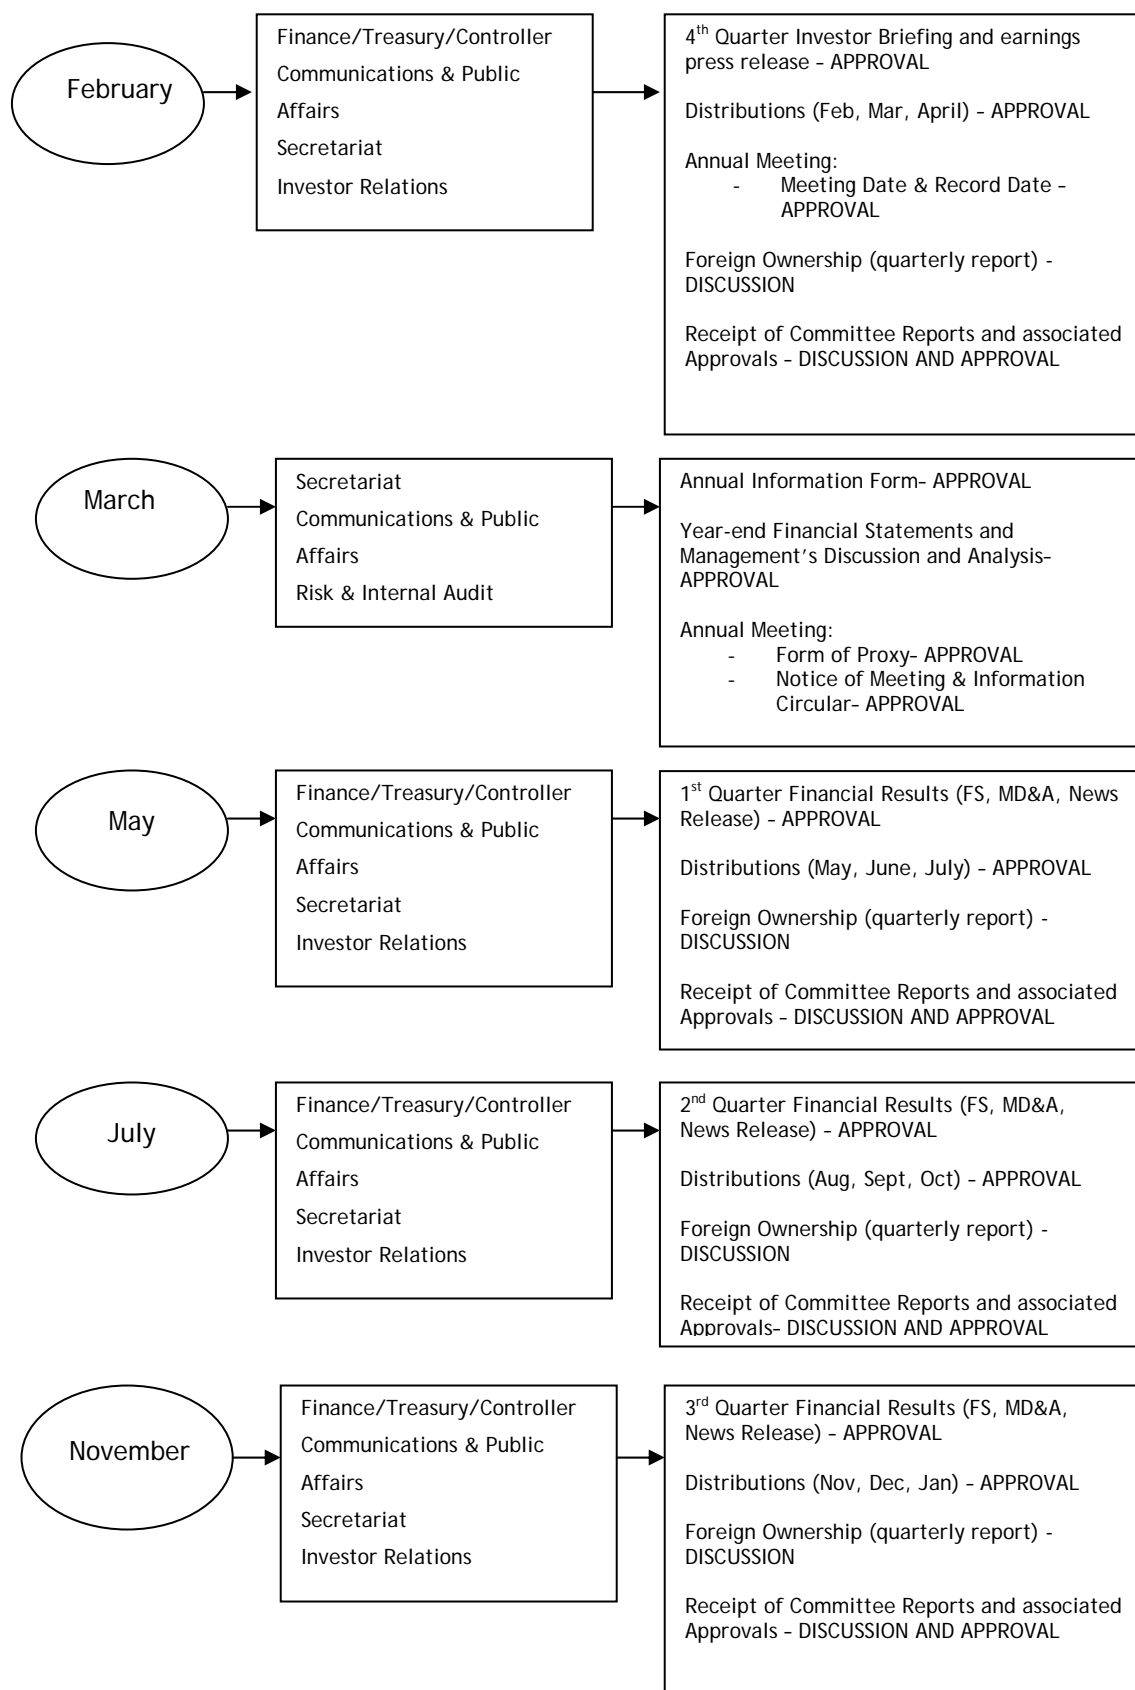 February
Finance/Treasury/Controller
Communications & Public
Affairs
Secretariat
Investor Relations
4th Quarter Investor Briefing and earnings
press release – APPROVAL
Distributions (Feb, Mar, April) – APPROVAL
Annual Meeting:
- Meeting Date & Record Date –
APPROVAL
Foreign Ownership (quarterly report) -
DISCUSSION
Receipt of Committee Reports and associated
Approvals – DISCUSSION AND APPROVAL
March
Secretariat
Communications & Public
Affairs
Risk & Internal Audit
Annual Information Form– APPROVAL
Year-end Financial Statements and
Management’s Discussion and Analysis–
APPROVAL
Annual Meeting:
- Form of Proxy– APPROVAL
- Notice of Meeting & Information
Circular– APPROVAL
May
Finance/Treasury/Controller
Communications & Public
Affairs
Secretariat
Investor Relations
1st Quarter Financial Results (FS, MD&A, News
Release) – APPROVAL
Distributions (May, June, July) – APPROVAL
Foreign Ownership (quarterly report) -
DISCUSSION
Receipt of Committee Reports and associated
Approvals – DISCUSSION AND APPROVAL
July
Finance/Treasury/Controller
Communications & Public
Affairs
Secretariat
Investor Relations
2nd Quarter Financial Results (FS, MD&A,
News Release) – APPROVAL
Distributions (Aug, Sept, Oct) – APPROVAL
Foreign Ownership (quarterly report) -
DISCUSSION
Receipt of Committee Reports and associated
Approvals– DISCUSSION AND APPROVAL
November
Finance/Treasury/Controller
Communications & Public
Affairs
Secretariat
Investor Relations
3rd Quarter Financial Results (FS, MD&A,
News Release) – APPROVAL
Distributions (Nov, Dec, Jan) – APPROVAL
Foreign Ownership (quarterly report) -
DISCUSSION
Receipt of Committee Reports and associated
Approvals – DISCUSSION AND APPROVAL